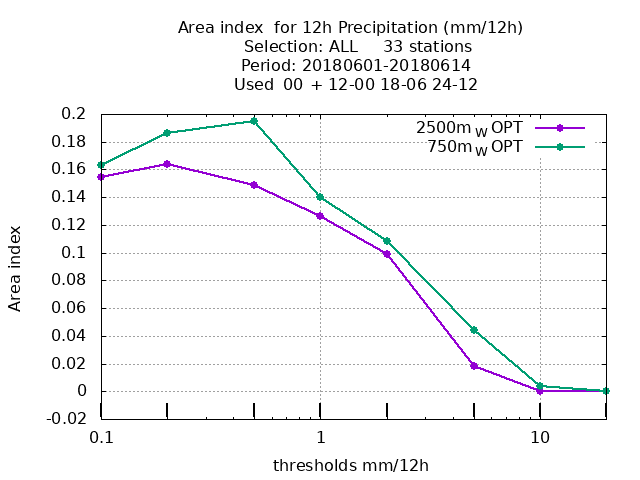 Area index  for 12h Precipitation (mm/12h)
Selection: ALL     33 stations
Period: 20180601-20180614
Used  00  + 12-00 18-06 24-12
2500m W OPT
750m W OPT
0.2
0.18
0.16
0.14
0.12
0.1
0.08
0.06
0.04
0.02
0
-0.02
Area index
0.1 1 10
thresholds mm/12h